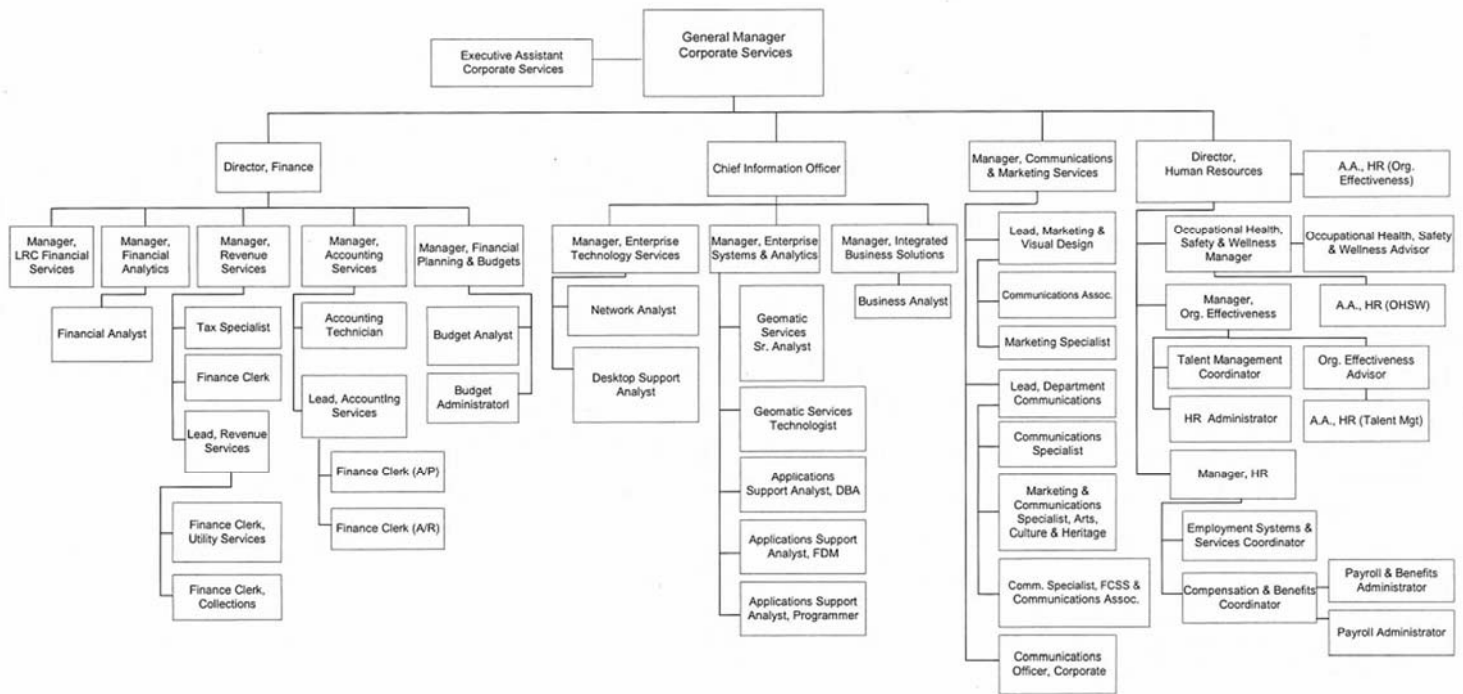 General Manager
Corporate Services
Executive Assistant
Corporate Services
Director, Finance
Chief Information Officer
Manager, Communications
& Marketing Services
Director,
Human Resources
A.A., HR (Org.
Effectiveness)
Manager,
LRC Financial
Services
Manager,
Financial
Analytics
Manager,
Revenue
Services
Manager,
Accounting
Services
Manager, Financial
Planning & Budgets
Manager, Enterprise
Technology Services
Manager, Enterprise
Systems & Analytics
Manager, Integrated
Business Solutions
Lead, Marketing &
Visual Design
Occupational Health,
Safety & Wellness
Manager
Occupational Health, Safety
& Wellness Advisor
Financial Analyst
Tax Specialist
Finance Clerk
Lead, Revenue
Services
Finance Clerk,
Utility Services
Finance Clerk,
Collections
Accounting
Technician
Lead, Accounting
Services
Finance Clerk (A/P)
Finance Clerk (A/R)
Budget Analyst
Budget
Administratorl
Network Analyst
Desktop Support
Analyst
Geomatic
Services
Sr. Analyst
Geomatic Services
Technologist
Applications
Support Analyst, DBA
Applications Support
Analyst, FDM
Applications Support
Analyst, Programmer
Business Analyst
Communications Assoc.
Marketing Specialist
Lead, Department
Communications
Communications
Specialist
Marketing &
Communications
Specialist, Arts,
Culture & Heritage
Comm. Specialist, FCSS &
Communications Assoc.
Communications
Officer, Corporate
A.A., HR (OHSW)
Manager,
Org. Effectiveness
Talent Management
Coordinator
HR Administrator
Org. Effectiveness
Advisor
A.A., HR (Talent Mgt)
Manager, HR
Employment Systems &
Services Coordinator
Compensation & Benefits
Coordinator
Payroll & Benefits
Administrator
Payroll Administrator